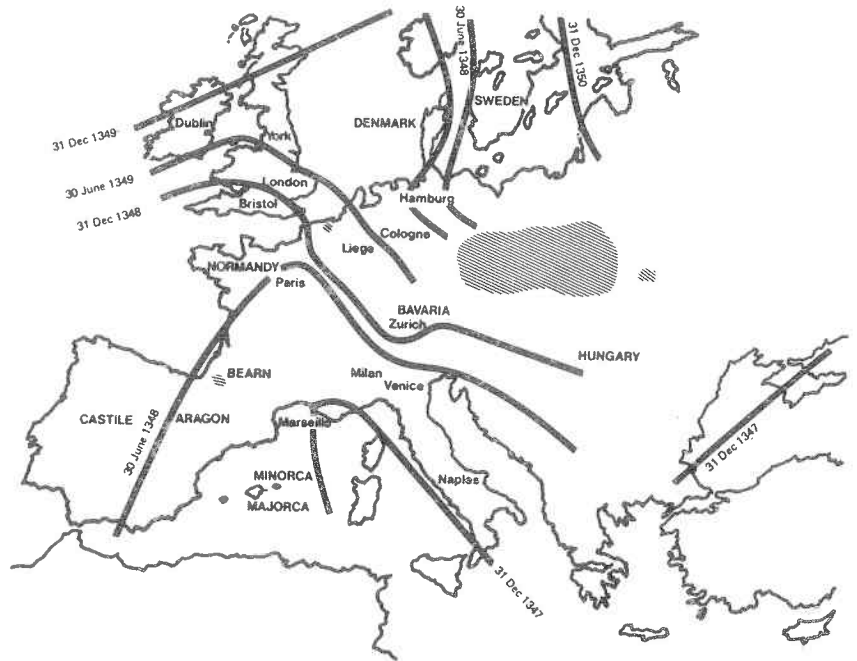 30 June 1348
31 Dec 1350
SWEDEN
DENMARK
Dublin
York
31 Dec 1349
30 June 1349
London
31 Dec 1348
Bristol
Hamburg
Cologne
Liege
NORMANDY
Paris
BAVARIA
Zurich
HUNGARY
BEARN
Milan
Venice
CASTILE
ARAGON
30 June 1348
Marseille
31 Dec 1347
MINORCA
MAJORCA
Naples
31 Dec 1347